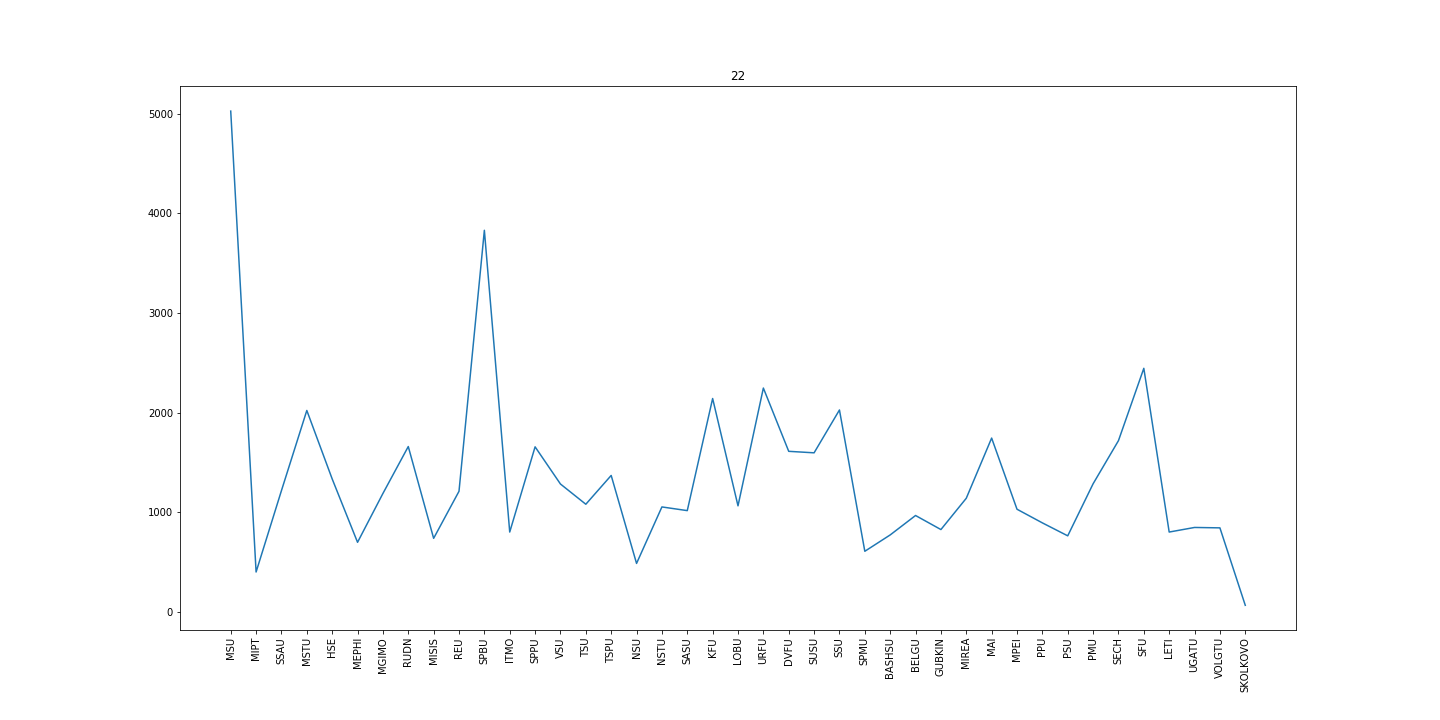 22
5000
4000
3000
2000
1000
0
MSU
MIPT
SSAU
MSTU
HSE
MEPHI
MGIMO
RUDN
MISIS
REU
SPBU
ITMO
SPPU
VSU
TSU
TSPU
NSU
NSTU
SASU
KFU
LOBU
URFU
DVFU
SUSU
SSU
SPMU
BASHSU
BELGU
GUBKIN
MIREA
MAI
MPEI
PPU
PSU
PMU
SECH
SFU
LETI
UGATU
VOLGTU
SKOLKOVO